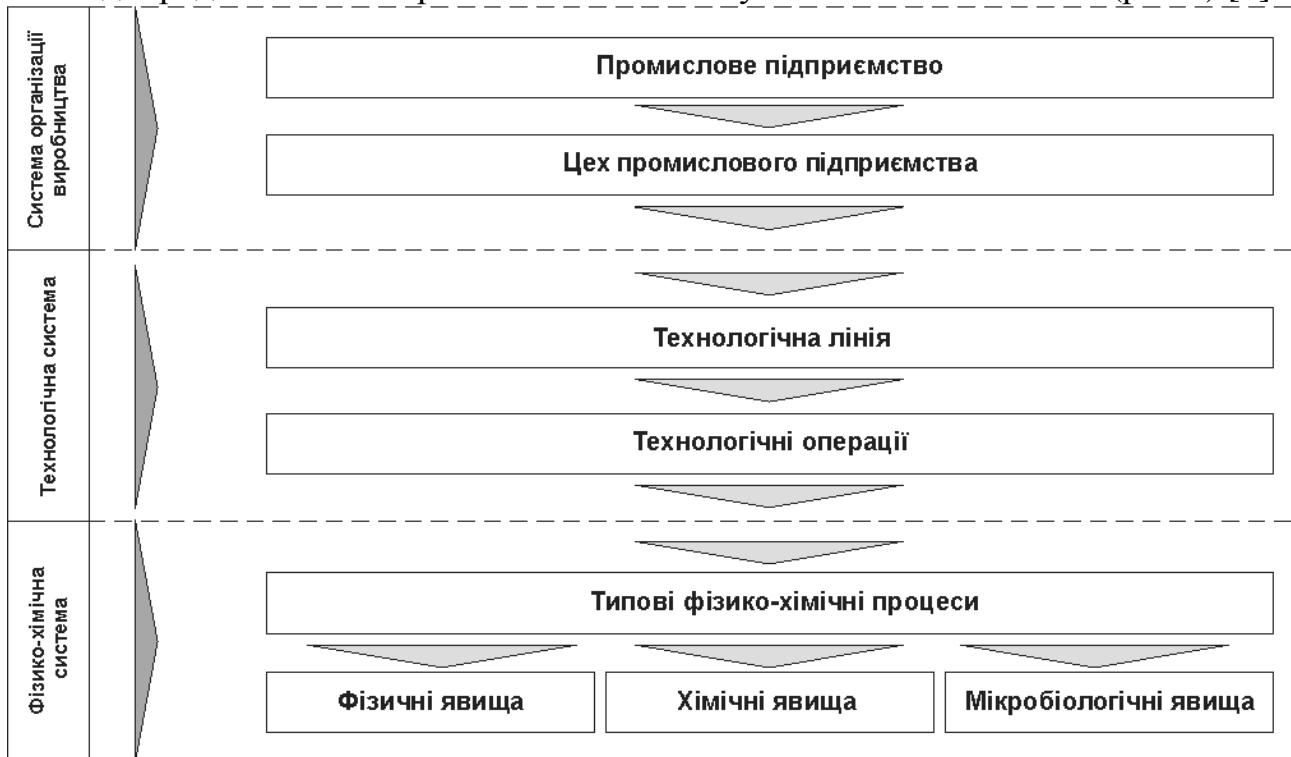 Система організації
виробництва
Промислове підприємство
Цех промислового підприємства
Технологічна система
Технологічна лінія
Технологічні операції
Фізико-хімічна
система
Типові фізико-хімічні процеси
Фізичні явища
Хімічні явища
Мікробіологічні явища